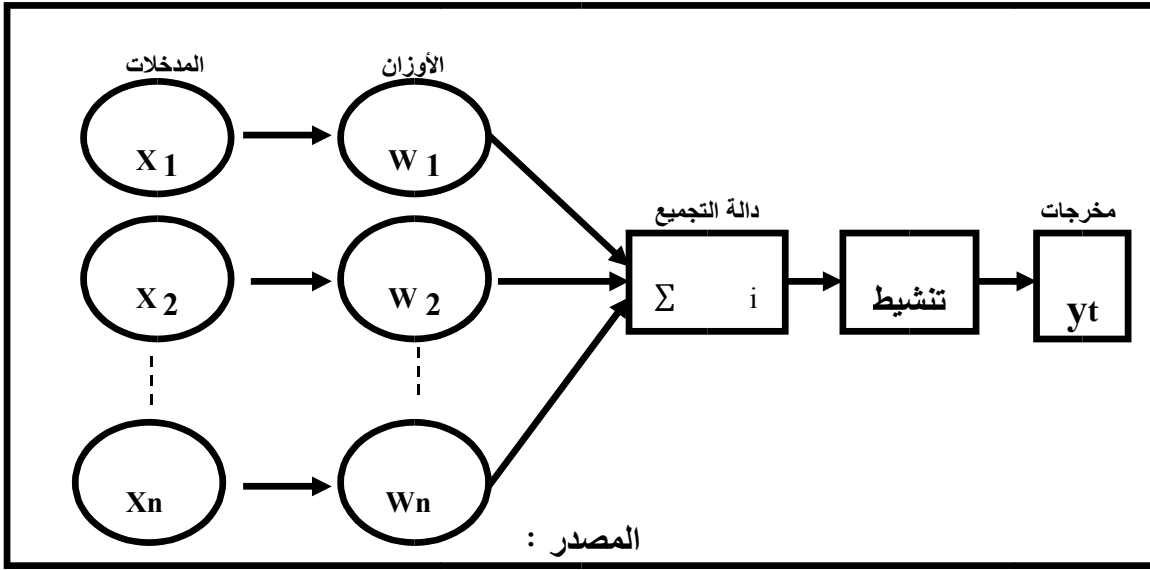 المدخلات
الأوزان
X 1
W 1
دالة التجميع
مخرجات
X 2
W 2
Σ i
تنشيط
yt
Xn
Wn
المصدر :